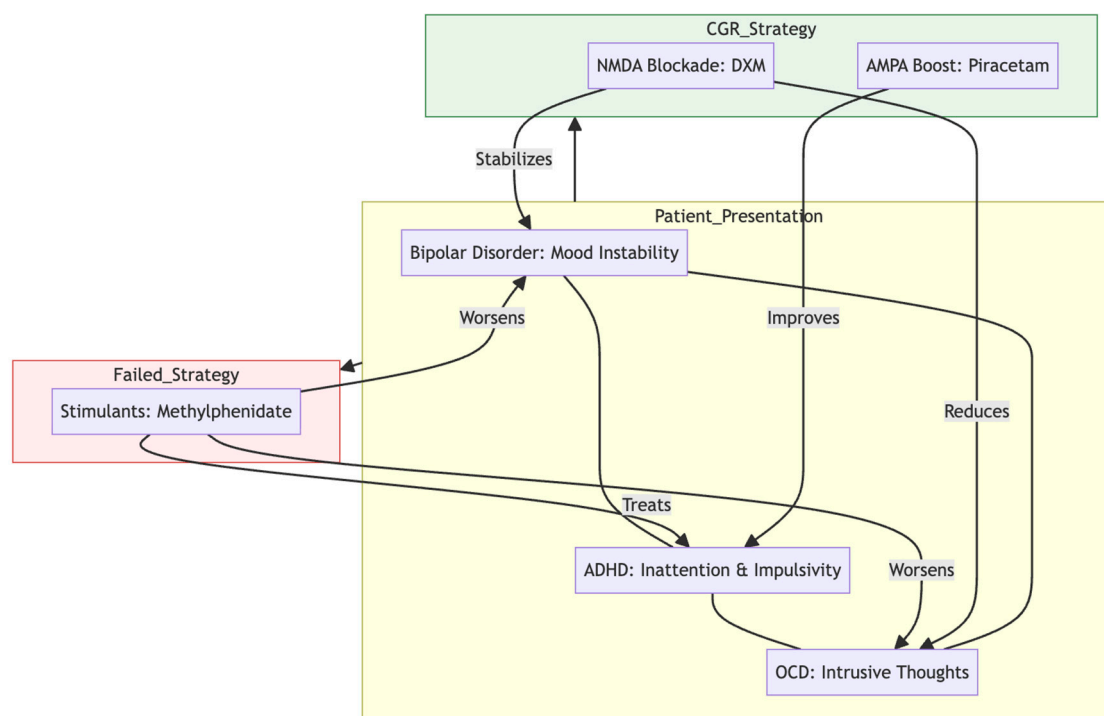 CGR_Strategy
NMDA Blockade: DXM
AMPA Boost: Piracetam
Stabilizes
Patient_Presentation
Bipolar Disorder: Mood Instability
Worsens
Improves
Failed_Strategy
Stimulants: Methylphenidate
Reduces
Treats
ADHD: Inattention & Impulsivity
Worsens
OCD: Intrusive Thoughts